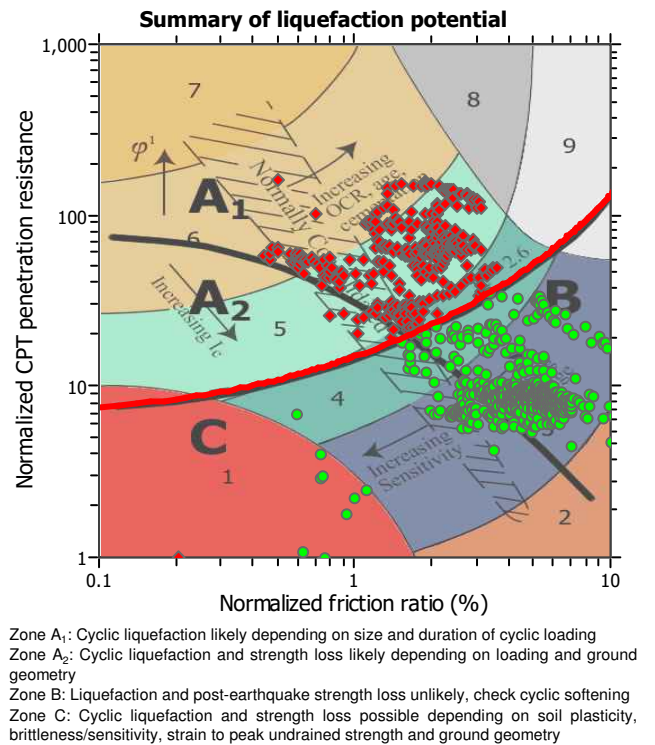 Summary of liquefaction potential
1,000
100
10
1
0.1
1
10
Normalized CPT penetration resistance
Normalized friction ratio (%)
7
8
9
φ¹
Normally
Increasing
OCR, age,
A₁
6
2.6
A₂
B
Increasing Ic
5
4
C
1
Increasing
Sensitivity
2
Zone A₁: Cyclic liquefaction likely depending on size and duration of cyclic loading
Zone A₂: Cyclic liquefaction and strength loss likely depending on loading and ground
geometry
Zone B: Liquefaction and post-earthquake strength loss unlikely, check cyclic softening
Zone C: Cyclic liquefaction and strength loss possible depending on soil plasticity,
brittleness/sensitivity, strain to peak undrained strength and ground geometry